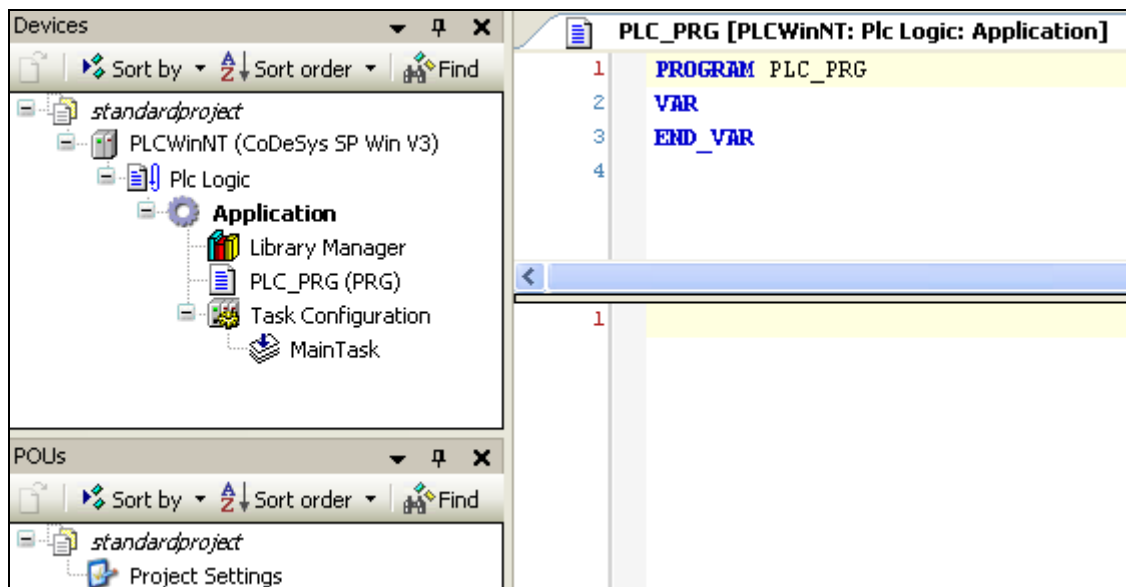 Devices
Sort by Sort order Find
standardproject
PLCWinNT (CoDeSys SP Win V3)
Plc Logic
Application
Library Manager
PLC_PRG (PRG)
Task Configuration
MainTask
POUs
Sort by Sort order Find
standardproject
Project Settings
PLC_PRG [PLCWinNT: Plc Logic: Application]
1 PROGRAM PLC_PRG
2 VAR
3 END_VAR
4
1